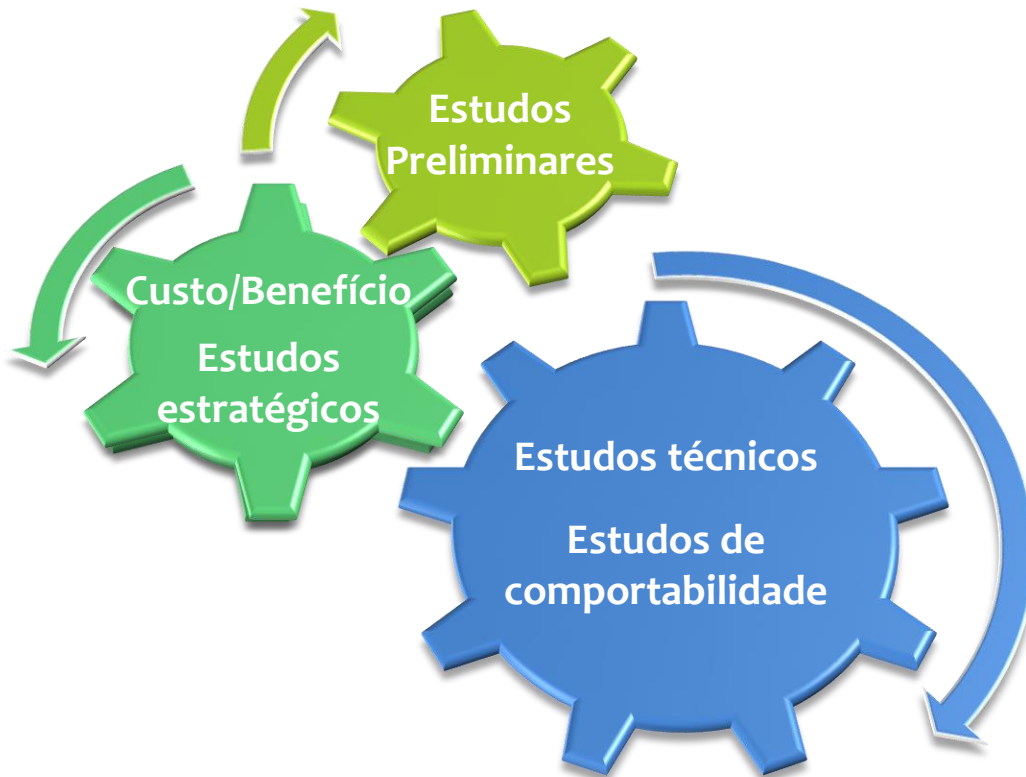 Estudos
Preliminares
Custo/Benefício
Estudos
estratégicos
Estudos técnicos
Estudos de
comportabilidade